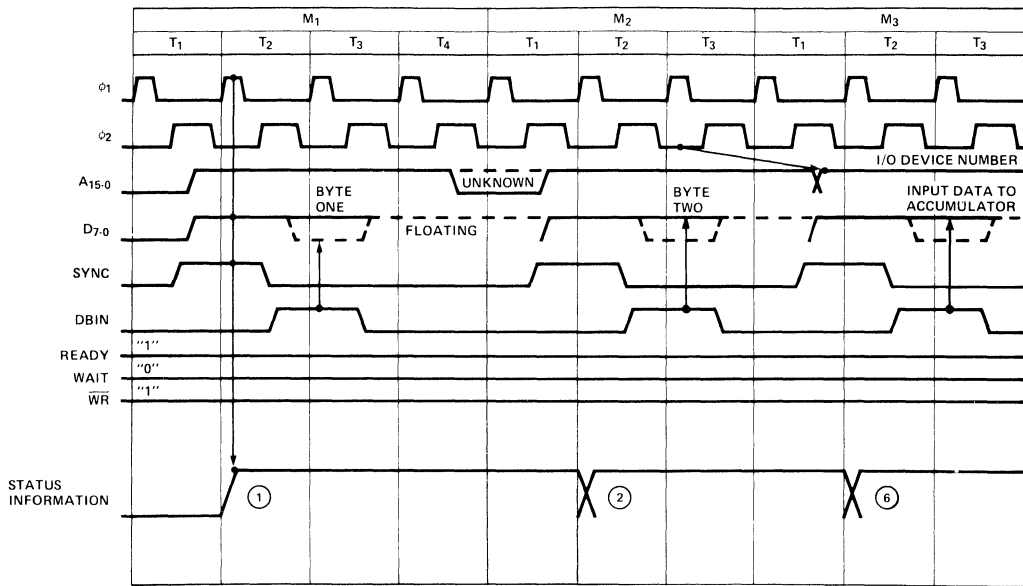 M1 M2 M3
T1 T2 T3 T4 T1 T2 T3 T1 T2 T3
φ1
φ2
I/O DEVICE NUMBER
A15-0
UNKNOWN
BYTE ONE
BYTE TWO
INPUT DATA TO ACCUMULATOR
D7-0
FLOATING
SYNC
DBIN
"1"
READY
"0"
WAIT
"1"
WR
STATUS INFORMATION
1 2 6